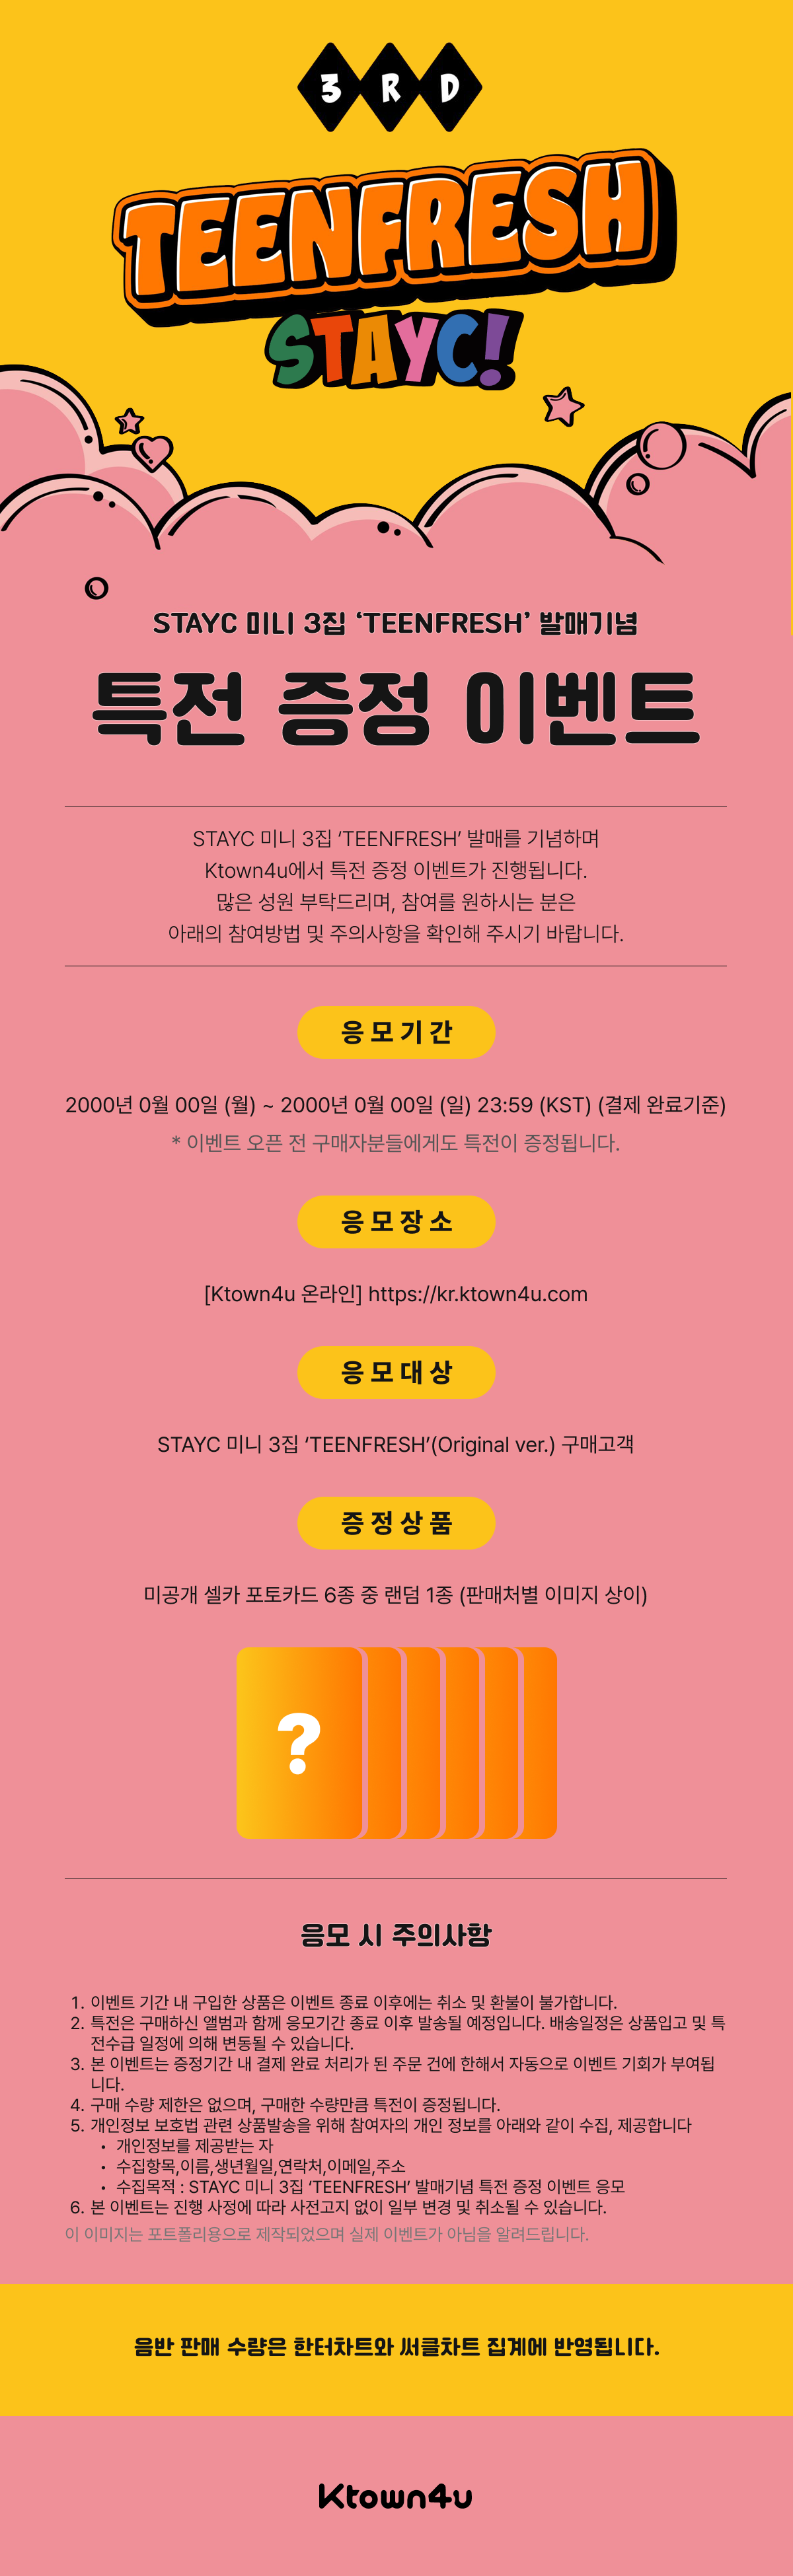 3RD
TEENFRESH
STAYC!
STAYC 미니 3집 ‘TEENFRESH’ 발매기념
특전 증정 이벤트
STAYC 미니 3집 ‘TEENFRESH’ 발매를 기념하며
Ktown4u에서 특전 증정 이벤트가 진행됩니다.
많은 성원 부탁드리며, 참여를 원하시는 분은
아래의 참여방법 및 주의사항을 확인해 주시기 바랍니다.
응모기간
2000년 0월 00일 (월) ~ 2000년 0월 00일 (일) 23:59 (KST) (결제 완료기준)
* 이벤트 오픈 전 구매자분들에게도 특전이 증정됩니다.
응모장소
[Ktown4u 온라인] https://kr.ktown4u.com
응모대상
STAYC 미니 3집 ‘TEENFRESH’(Original ver.) 구매고객
증정상품
미공개 셀카 포토카드 6종 중 랜덤 1종 (판매처별 이미지 상이)
?
응모 시 주의사항
1. 이벤트 기간 내 구입한 상품은 이벤트 종료 이후에는 취소 및 환불이 불가합니다.
2. 특전은 구매하신 앨범과 함께 응모기간 종료 이후 발송될 예정입니다. 배송일정은 상품입고 및 특
전수급 일정에 의해 변동될 수 있습니다.
3. 본 이벤트는 증정기간 내 결제 완료 처리가 된 주문 건에 한해서 자동으로 이벤트 기회가 부여됩
니다.
4. 구매 수량 제한은 없으며, 구매한 수량만큼 특전이 증정됩니다.
5. 개인정보 보호법 관련 상품발송을 위해 참여자의 개인 정보를 아래와 같이 수집, 제공합니다
• 개인정보를 제공받는 자
• 수집항목,이름,생년월일,연락처,이메일,주소
• 수집목적 : STAYC 미니 3집 ‘TEENFRESH’ 발매기념 특전 증정 이벤트 응모
6. 본 이벤트는 진행 사정에 따라 사전고지 없이 일부 변경 및 취소될 수 있습니다.
이 이미지는 포트폴리용으로 제작되었으며 실제 이벤트가 아님을 알려드립니다.
음반 판매 수량은 한터차트와 써클차트 집계에 반영됩니다.
Ktown4u